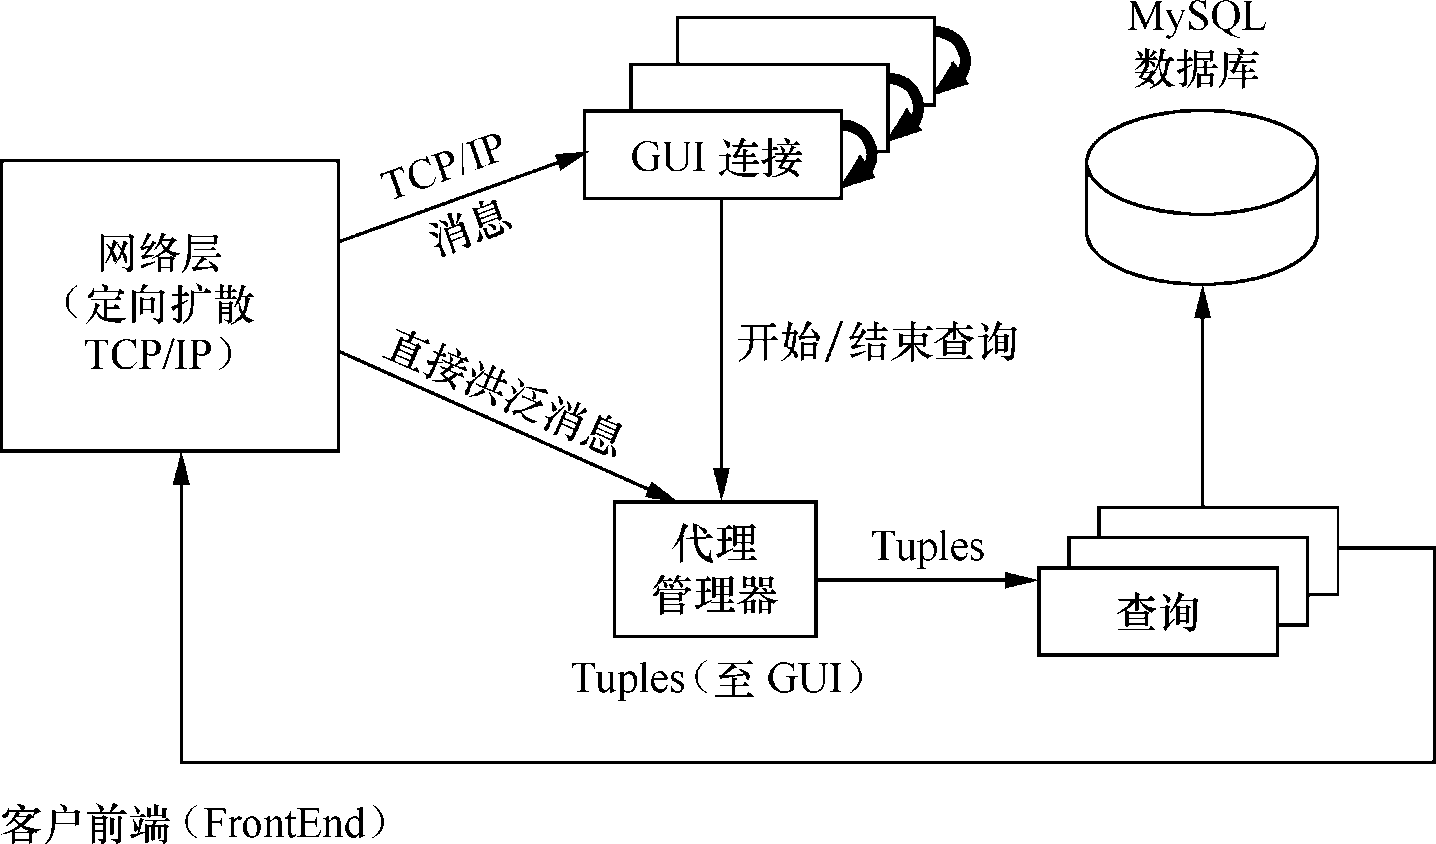 MySQL
数据库
GUI 连接
TCP/IP
消息
网络层
（定向扩散
TCP/IP）
直接洪泛消息
开始/结束查询
代理
管理器
Tuples
查询
Tuples（至 GUI）
客户前端（FrontEnd）